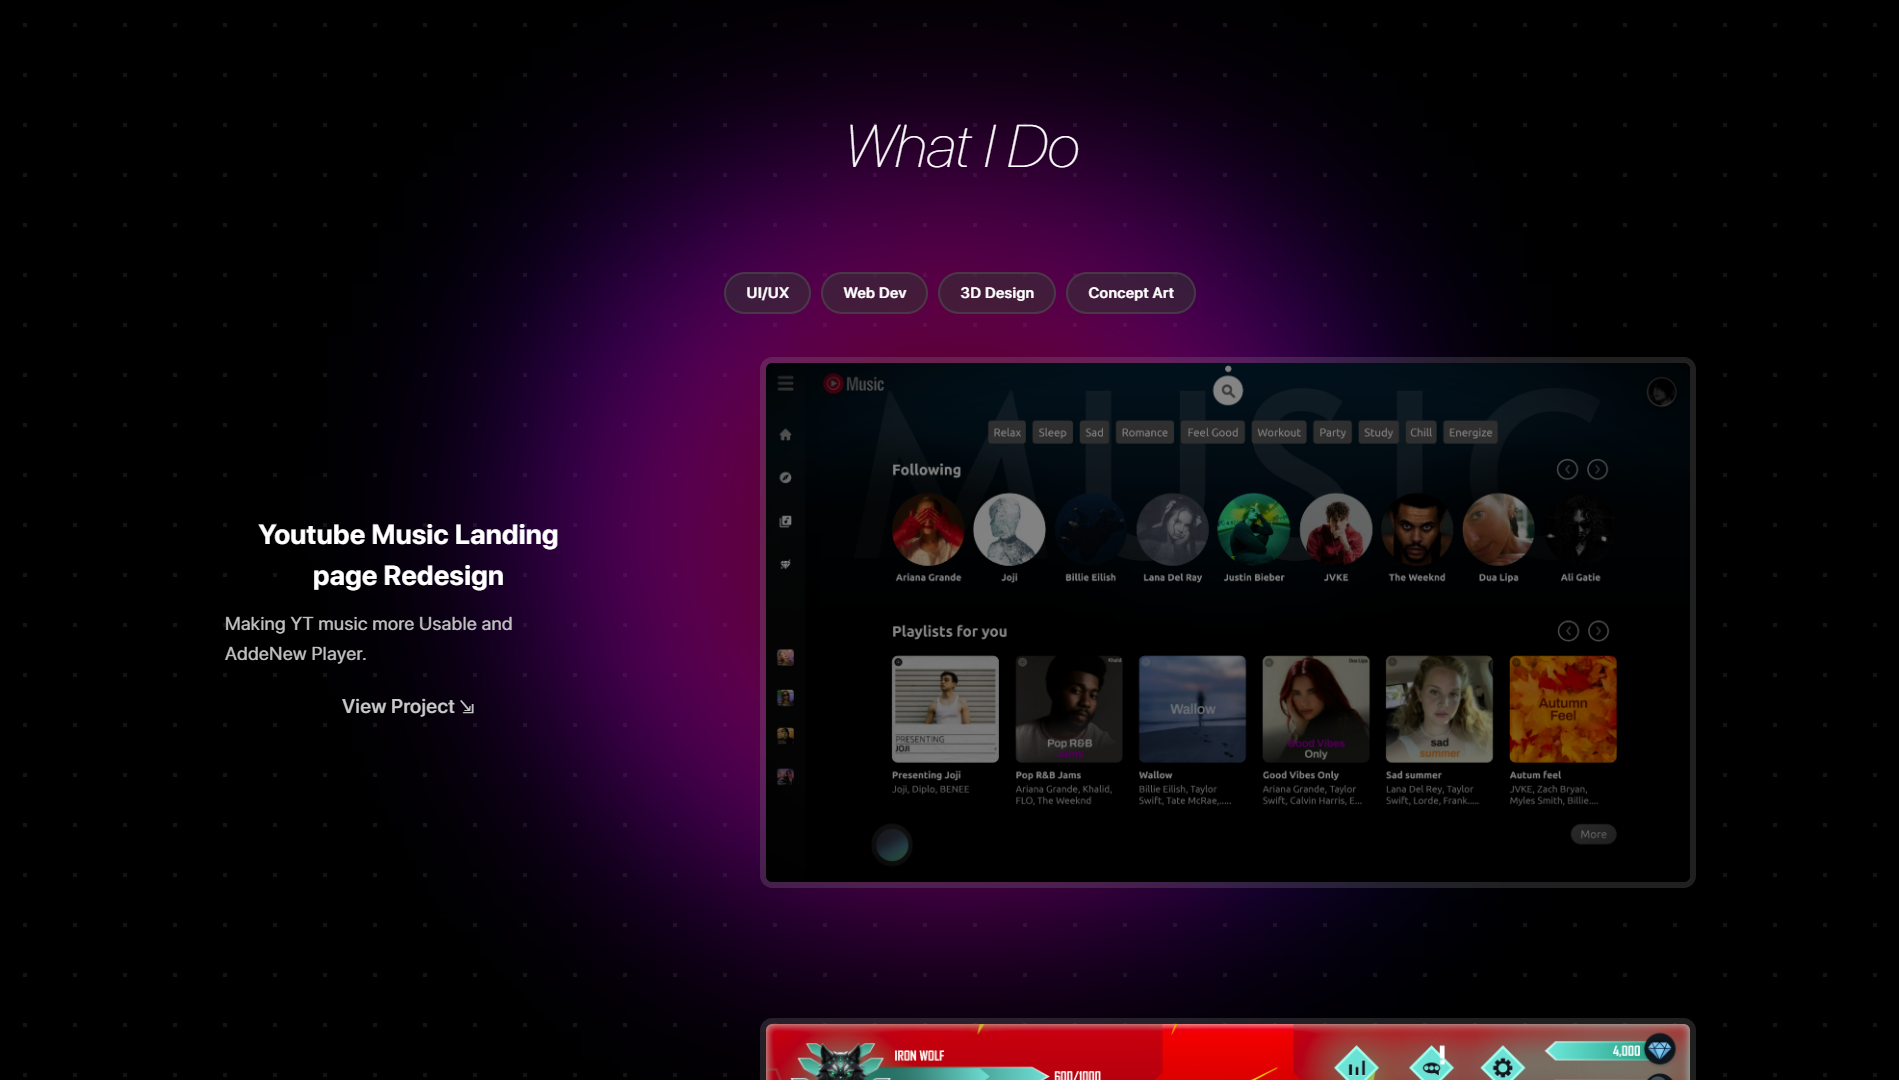 What I Do
UI/UX
Web Dev
3D Design
Concept Art
Youtube Music Landing
page Redesign
Making YT music more Usable and
AddeNew Player.
View Project
Music
MUSIC
Relax
Sleep
Sad
Romance
Feel Good
Workout
Party
Study
Chill
Energize
Following
Ariana Grande
Joji
Billie Eilish
Lana Del Ray
Justin Bieber
JVKE
The Weeknd
Dua Lipa
Ali Gatie
Playlists for you
PRESENTING
JOJI
Khalid
Pop R&B
Wallow
Dua Lipa
Good Vibes
Only
sad
summer
Autumn
Feel
Presenting Joji
Joji, Diplo, BENEE
Pop R&B Jams
Ariana Grande, Khalid,
FLO, The Weeknd
Wallow
Billie Eilish, Taylor
Swift, Tate McRae,.....
Good Vibes Only
Ariana Grande, Taylor
Swift, Calvin Harris, E...
Sad summer
Lana Del Rey, Taylor
Swift, Lorde, Frank.....
Autum feel
JVKE, Zach Bryan,
Myles Smith, Billie....
More
IRON WOLF
600/1000
4,000